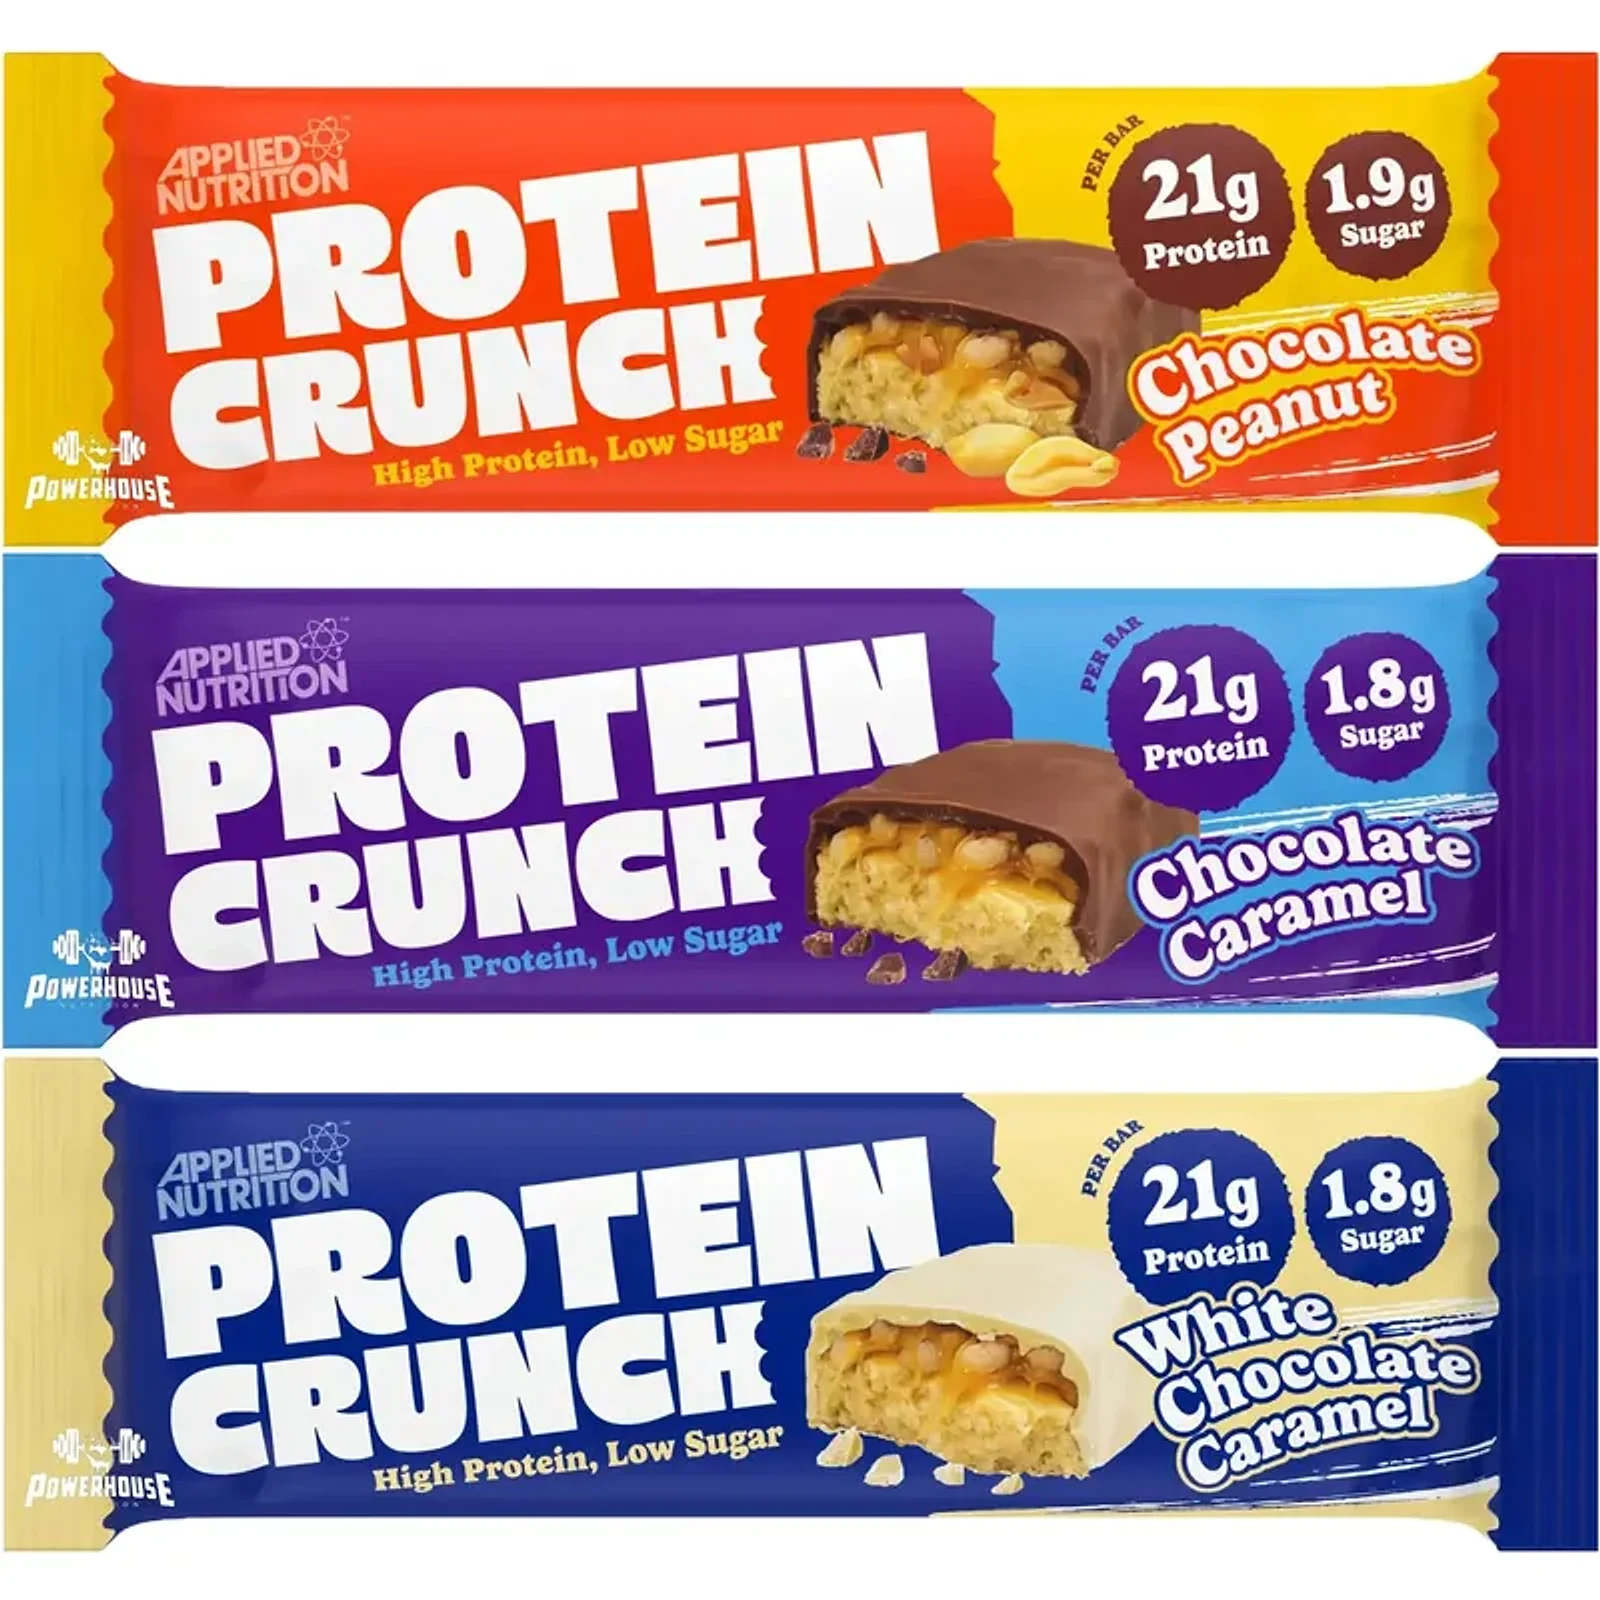 APPLIED
NUTRITION
PROTEIN
CRUNCH
High Protein, Low Sugar
PER BAR
21g
Protein
1.9g
Sugar
Chocolate
Peanut
POWERHOUSE
APPLIED
NUTRITION
PROTEIN
CRUNCH
High Protein, Low Sugar
PER BAR
21g
Protein
1.8g
Sugar
Chocolate
Caramel
POWERHOUSE
APPLIED
NUTRITION
PROTEIN
CRUNCH
High Protein, Low Sugar
PER BAR
21g
Protein
1.8g
Sugar
White
Chocolate
Caramel
POWERHOUSE